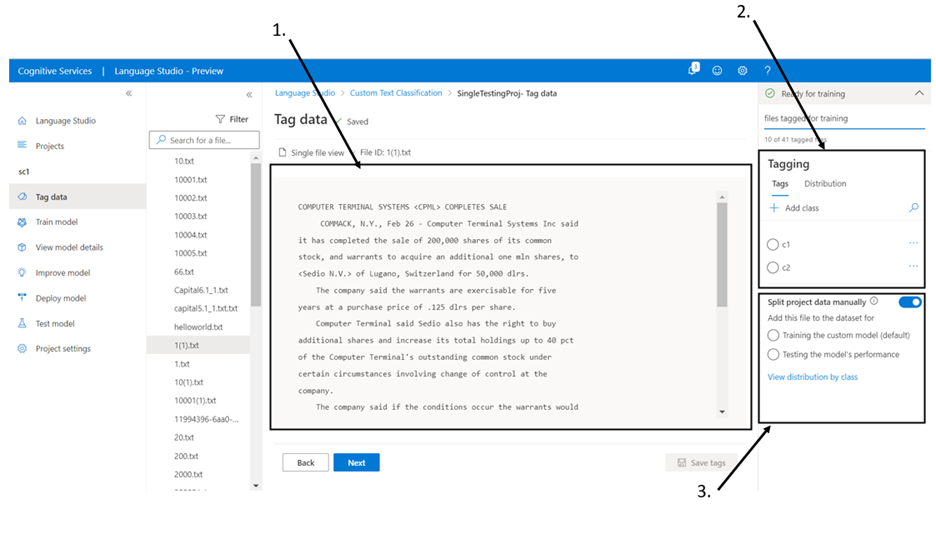 1.
2.
Cognitive Services | Language Studio - Preview
3
?
Language Studio
Projects
sc1
Tag data
Train model
View model details
Improve model
Deploy model
Test model
Project settings
Filter
Search for a file...
10.txt
10001.txt
10002.txt
10003.txt
10004.txt
10005.txt
66.txt
Capital6.1_1.txt
capital5.1_1.txt.txt
helloworld.txt
1(1).txt
1.txt
10(1).txt
10001(1).txt
11994396-6aa0-...
20.txt
200.txt
2000.txt
Language Studio > Custom Text Classification > SingleTestingProj- Tag data
Tag data Saved
Single file view File ID: 1(1).txt
COMPUTER TERMINAL SYSTEMS <CPML> COMPLETES SALE
COMMACK, N.Y., Feb 26 - Computer Terminal Systems Inc said
it has completed the sale of 200,000 shares of its common
stock, and warrants to acquire an additional one mln shares, to
<Sedio N.V.> of Lugano, Switzerland for 50,000 dlrs.
The company said the warrants are exercisable for five
years at a purchase price of .125 dlrs per share.
Computer Terminal said Sedio also has the right to buy
additional shares and increase its total holdings up to 40 pct
of the Computer Terminal's outstanding common stock under
certain circumstances involving change of control at the
company.
The company said if the conditions occur the warrants would
Back Next Save tags
Ready for training
files tagged for training
10 of 41 tagged files
Tagging
Tags Distribution
+ Add class
c1 ...
c2 ...
Split project data manually
Add this file to the dataset for
Training the custom model (default)
Testing the model's performance
View distribution by class
3.